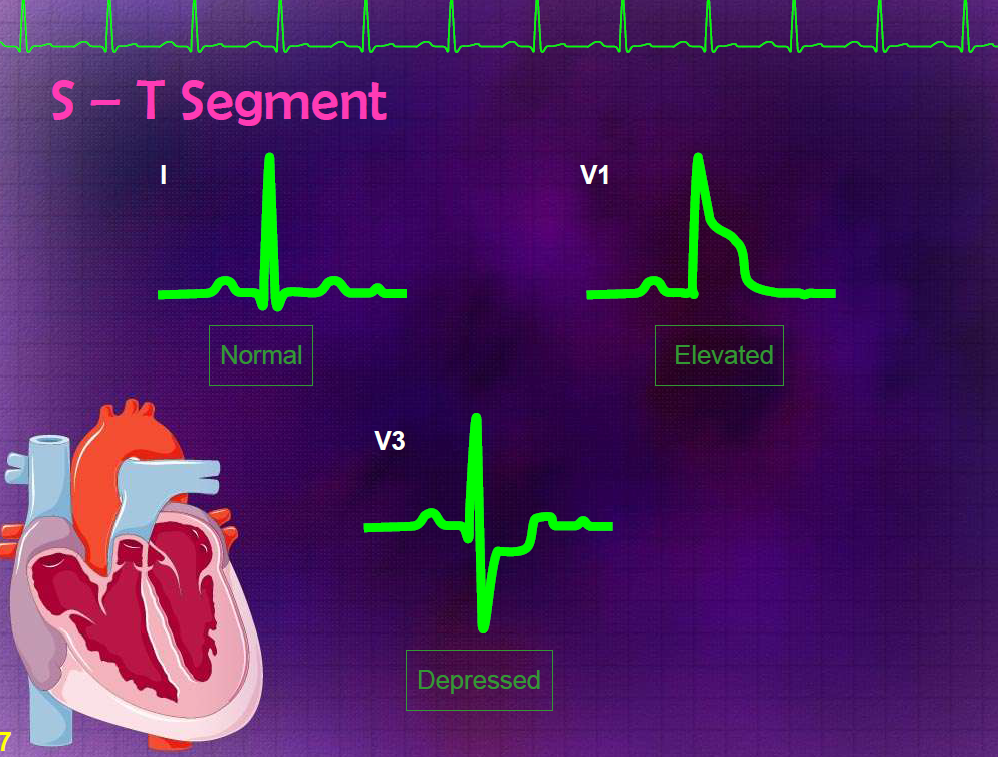 S – T Segment
I
V1
Normal
Elevated
V3
Depressed
7